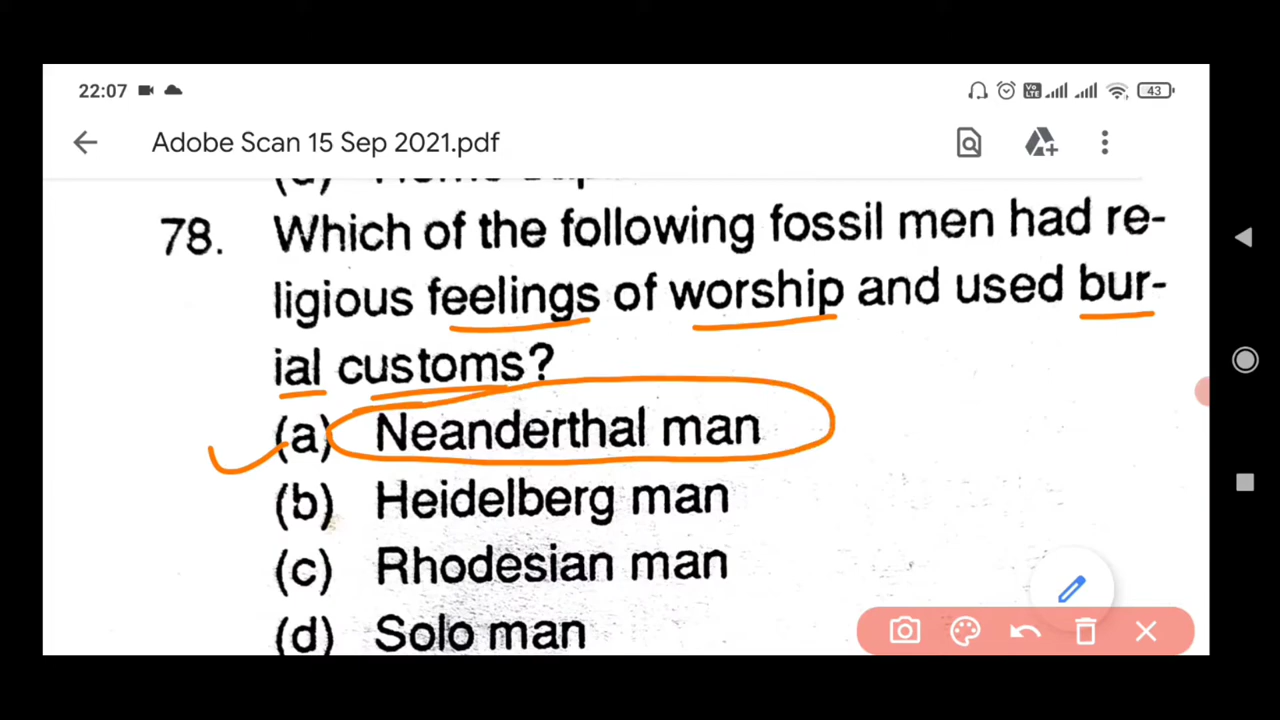 22:07
43
Adobe Scan 15 Sep 2021.pdf
78. Which of the following fossil men had re-
ligious feelings of worship and used bur-
ial customs?
(a) Neanderthal man
(b) Heidelberg man
(c) Rhodesian man
(d) Solo man